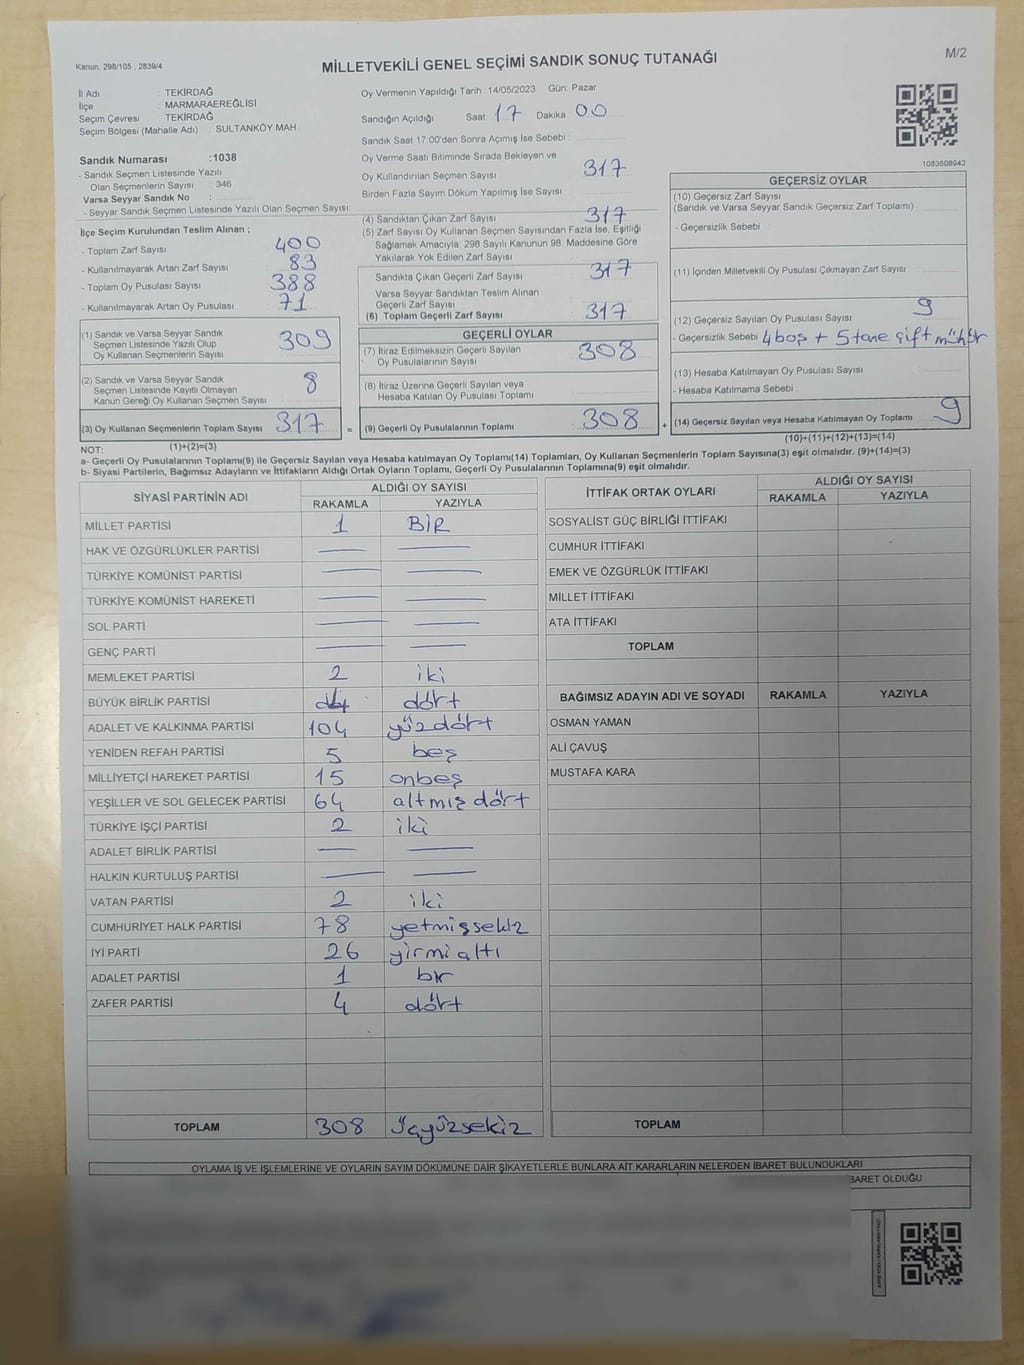 Kanun, 298/105 , 2839/4
MİLLETVEKİLİ GENEL SEÇİMİ SANDIK SONUÇ TUTANAĞI
M/2
İl Adı : TEKİRDAĞ
İlçe : MARMARAEREĞLİSİ
Seçim Çevresi : TEKİRDAĞ
Seçim Bölgesi (Mahalle Adı) : SULTANKÖY MAH.
Sandık Numarası :1038
- Sandık Seçmen Listesinde Yazılı
Olan Seçmenlerin Sayısı : 346
Varsa Seyyar Sandık No :
- Seyyar Sandık Seçmen Listesinde Yazılı Olan Seçmen Sayısı:
Oy Vermenin Yapıldığı Tarih :14/05/2023 Gün: Pazar
Sandığın Açıldığı Saat : 17 Dakika : 00
Sandık Saat 17:00'den Sonra Açımış İse Sebebi :
Oy Verme Saati Bitiminde Sırada Bekleyen ve
Oy Kullandırılan Seçmen Sayısı : 317
Birden Fazla Sayım Döküm Yapılmış İse Sayısı :
1083608942
İlçe Seçim Kurulundan Teslim Alınan ;
- Toplam Zarf Sayısı : 400
- Kullanılmayarak Artan Zarf Sayısı : 83
- Toplam Oy Pusulası Sayısı : 388
- Kullanılmayarak Artan Oy Pusulası : 71
(4) Sandıktan Çıkan Zarf Sayısı : 317
(5) Zarf Sayısı Oy Kullanan Seçmen Sayısından Fazla İse, Eşitliği
Sağlamak Amacıyla, 298 Sayılı Kanunun 98. Maddesine Göre
Yakılarak Yok Edilen Zarf Sayısı :
Sandıkta Çıkan Geçerli Zarf Sayısı : 317
Varsa Seyyar Sandıktan Teslim Alınan
Geçerli Zarf Sayısı
(6) Toplam Geçerli Zarf Sayısı : 317
GEÇERSİZ OYLAR
(10) Geçersiz Zarf Sayısı
(Sandık ve Varsa Seyyar Sandık Geçersiz Zarf Toplamı)
- Geçersizlik Sebebi :
(11) İçinden Milletvekili Oy Pusulası Çıkmayan Zarf Sayısı
(12) Geçersiz Sayılan Oy Pusulası Sayısı 9
- Geçersizlik Sebebi : 4 boş + 5 tane çift mühür
(13) Hesaba Katılmayan Oy Pusulası Sayısı
- Hesaba Katılmama Sebebi :
(14) Geçersiz Sayılan veya Hesaba Katılmayan Oy Toplamı 9
(10)+(11)+(12)+(13)=(14)
(1) Sandık ve Varsa Seyyar Sandık
Seçmen Listesinde Yazılı Olup
Oy Kullanan Seçmenlerin Sayısı 309
(2) Sandık ve Varsa Seyyar Sandık
Seçmen Listesinde Kayıtlı Olmayan
Kanun Gereği Oy Kullanan Seçmen Sayısı 8
(3) Oy Kullanan Seçmenlerin Toplam Sayısı 317 =
(1)+(2)=(3)
GEÇERLİ OYLAR
(7) İtiraz Edilmeksizin Geçerli Sayılan
Oy Pusulalarının Sayısı : 308
(8) İtiraz Üzerine Geçerli Sayılan veya
Hesaba Katılan Oy Pusulası Toplamı
(9) Geçerli Oy Pusulalarının Toplamı : 308 +
NOT:
a- Geçerli Oy Pusulalarının Toplamı(9) ile Geçersiz Sayılan veya Hesaba Katılmayan Oy Toplamı(14) Toplamları, Oy Kullanan Seçmenlerin Toplam Sayısına(3) eşit olmalıdır. (9)+(14)=(3)
b- Siyasi Partilerin, Bağımsız Adayların ve İttifakların Aldığı Ortak Oyların Toplamı, Geçerli Oy Pusulalarının Toplamına(9) eşit olmalıdır.
SİYASİ PARTİNİN ADI ALDIĞI OY SAYISI
RAKAMLA YAZIYLA
MİLLET PARTİSİ 1 BİR
HAK VE ÖZGÜRLÜKLER PARTİSİ
TÜRKİYE KOMÜNİST PARTİSİ
TÜRKİYE KOMÜNİST HAREKETİ
SOL PARTİ
GENÇ PARTİ
MEMLEKET PARTİSİ 2 iki
BÜYÜK BİRLİK PARTİSİ 4 dört
ADALET VE KALKINMA PARTİSİ 104 yüzdört
YENİDEN REFAH PARTİSİ 5 beş
MİLLİYETÇİ HAREKET PARTİSİ 15 onbeş
YEŞİLLER VE SOL GELECEK PARTİSİ 64 altmış dört
TÜRKİYE İŞÇİ PARTİSİ 2 iki
ADALET BİRLİK PARTİSİ
HALKIN KURTULUŞ PARTİSİ
VATAN PARTİSİ 2 iki
CUMHURİYET HALK PARTİSİ 78 yetmişsekiz
İYİ PARTİ 26 yirmi altı
ADALET PARTİSİ 1 bir
ZAFER PARTİSİ 4 dört
TOPLAM 308 Üçyüzsekiz
İTTİFAK ORTAK OYLARI ALDIĞI OY SAYISI
RAKAMLA YAZIYLA
SOSYALİST GÜÇ BİRLİĞİ İTTİFAKI
CUMHUR İTTİFAKI
EMEK VE ÖZGÜRLÜK İTTİFAKI
MİLLET İTTİFAKI
ATA İTTİFAKI
TOPLAM
BAĞIMSIZ ADAYIN ADI VE SOYADI RAKAMLA YAZIYLA
OSMAN YAMAN
ALİ ÇAVUŞ
MUSTAFA KARA
TOPLAM
OYLAMA İŞ VE İŞLEMLERİNE VE OYLARIN SAYIM DÖKÜMÜNE DAİR ŞİKAYETLERLE BUNLARA AİT KARARLARIN NELERDEN İBARET BULUNDUKLARI
BARET OLDUĞU